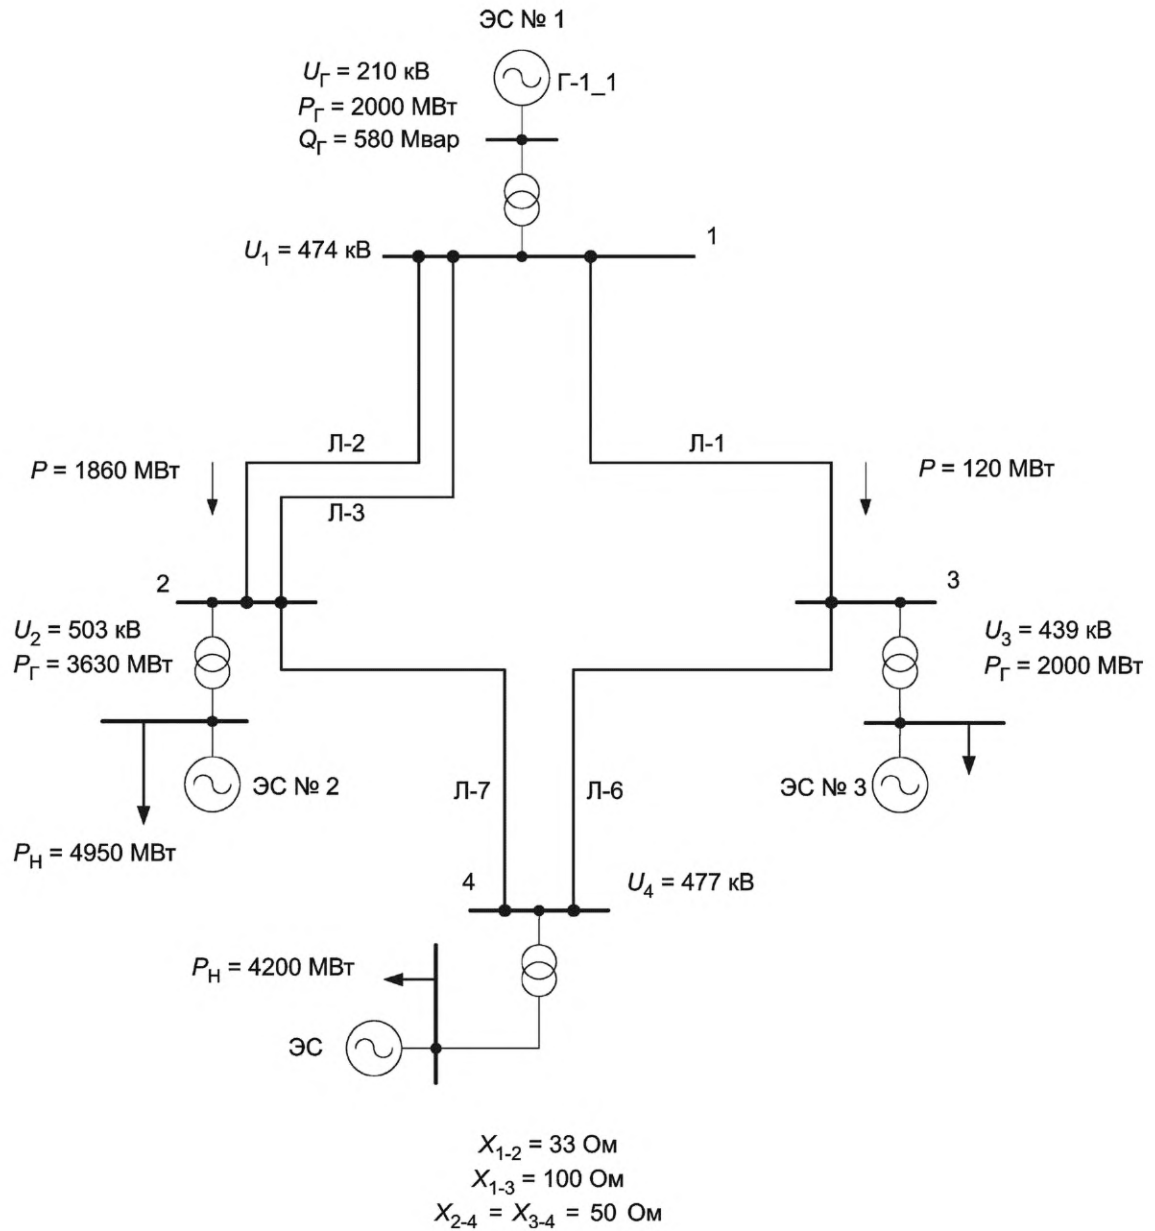 ЭС № 1
U_Г = 210 кВ
Г-1_1
P_Г = 2000 МВт
Q_Г = 580 Мвар
1
U_1 = 474 кВ
Л-2
Л-1
P = 1860 МВт
P = 120 МВт
Л-3
2
3
U_2 = 503 кВ
P_Г = 3630 МВт
U_3 = 439 кВ
P_Г = 2000 МВт
ЭС № 2
Л-7
Л-6
ЭС № 3
P_Н = 4950 МВт
4
U_4 = 477 кВ
P_Н = 4200 МВт
ЭС
X_1-2 = 33 Ом
X_1-3 = 100 Ом
X_2-4 = X_3-4 = 50 Ом